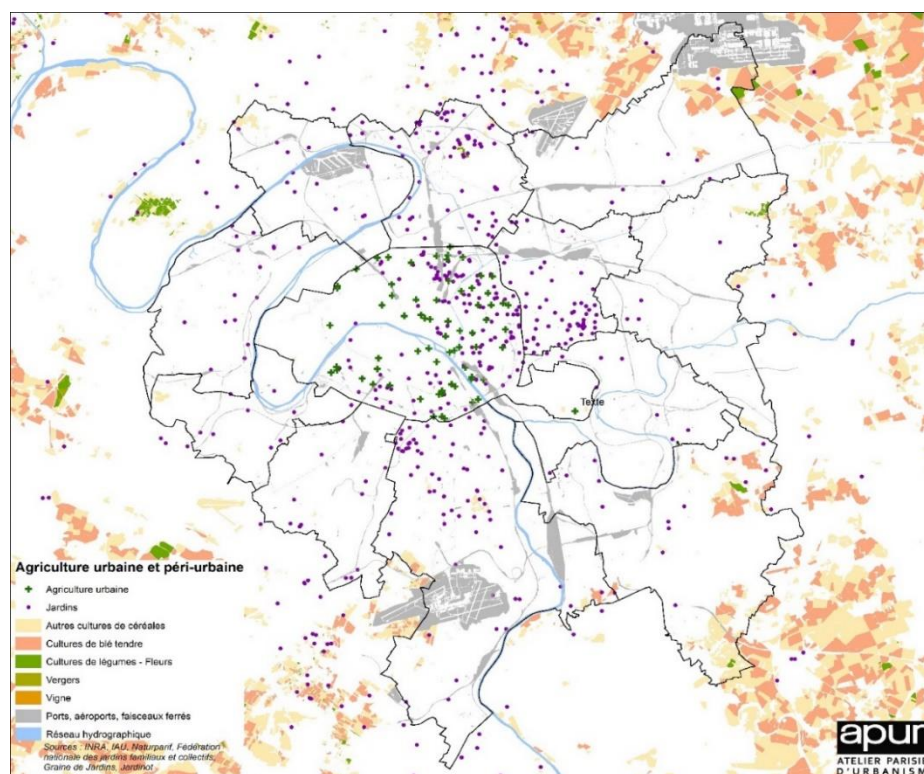 Texte
Agriculture urbaine et péri-urbaine
Agriculture urbaine
Jardins
Autres cultures de céréales
Cultures de blé tendre
Cultures de légumes - Fleurs
Vergers
Vigne
Ports, aéroports, faisceaux ferrés
Réseau hydrographique
Sources : INRA, IAU, Naturparif, Fédération
nationale des jardins familiaux et collectifs,
Graine de Jardins, Jardinot
apur
ATELIER PARISI
D'URBANISM